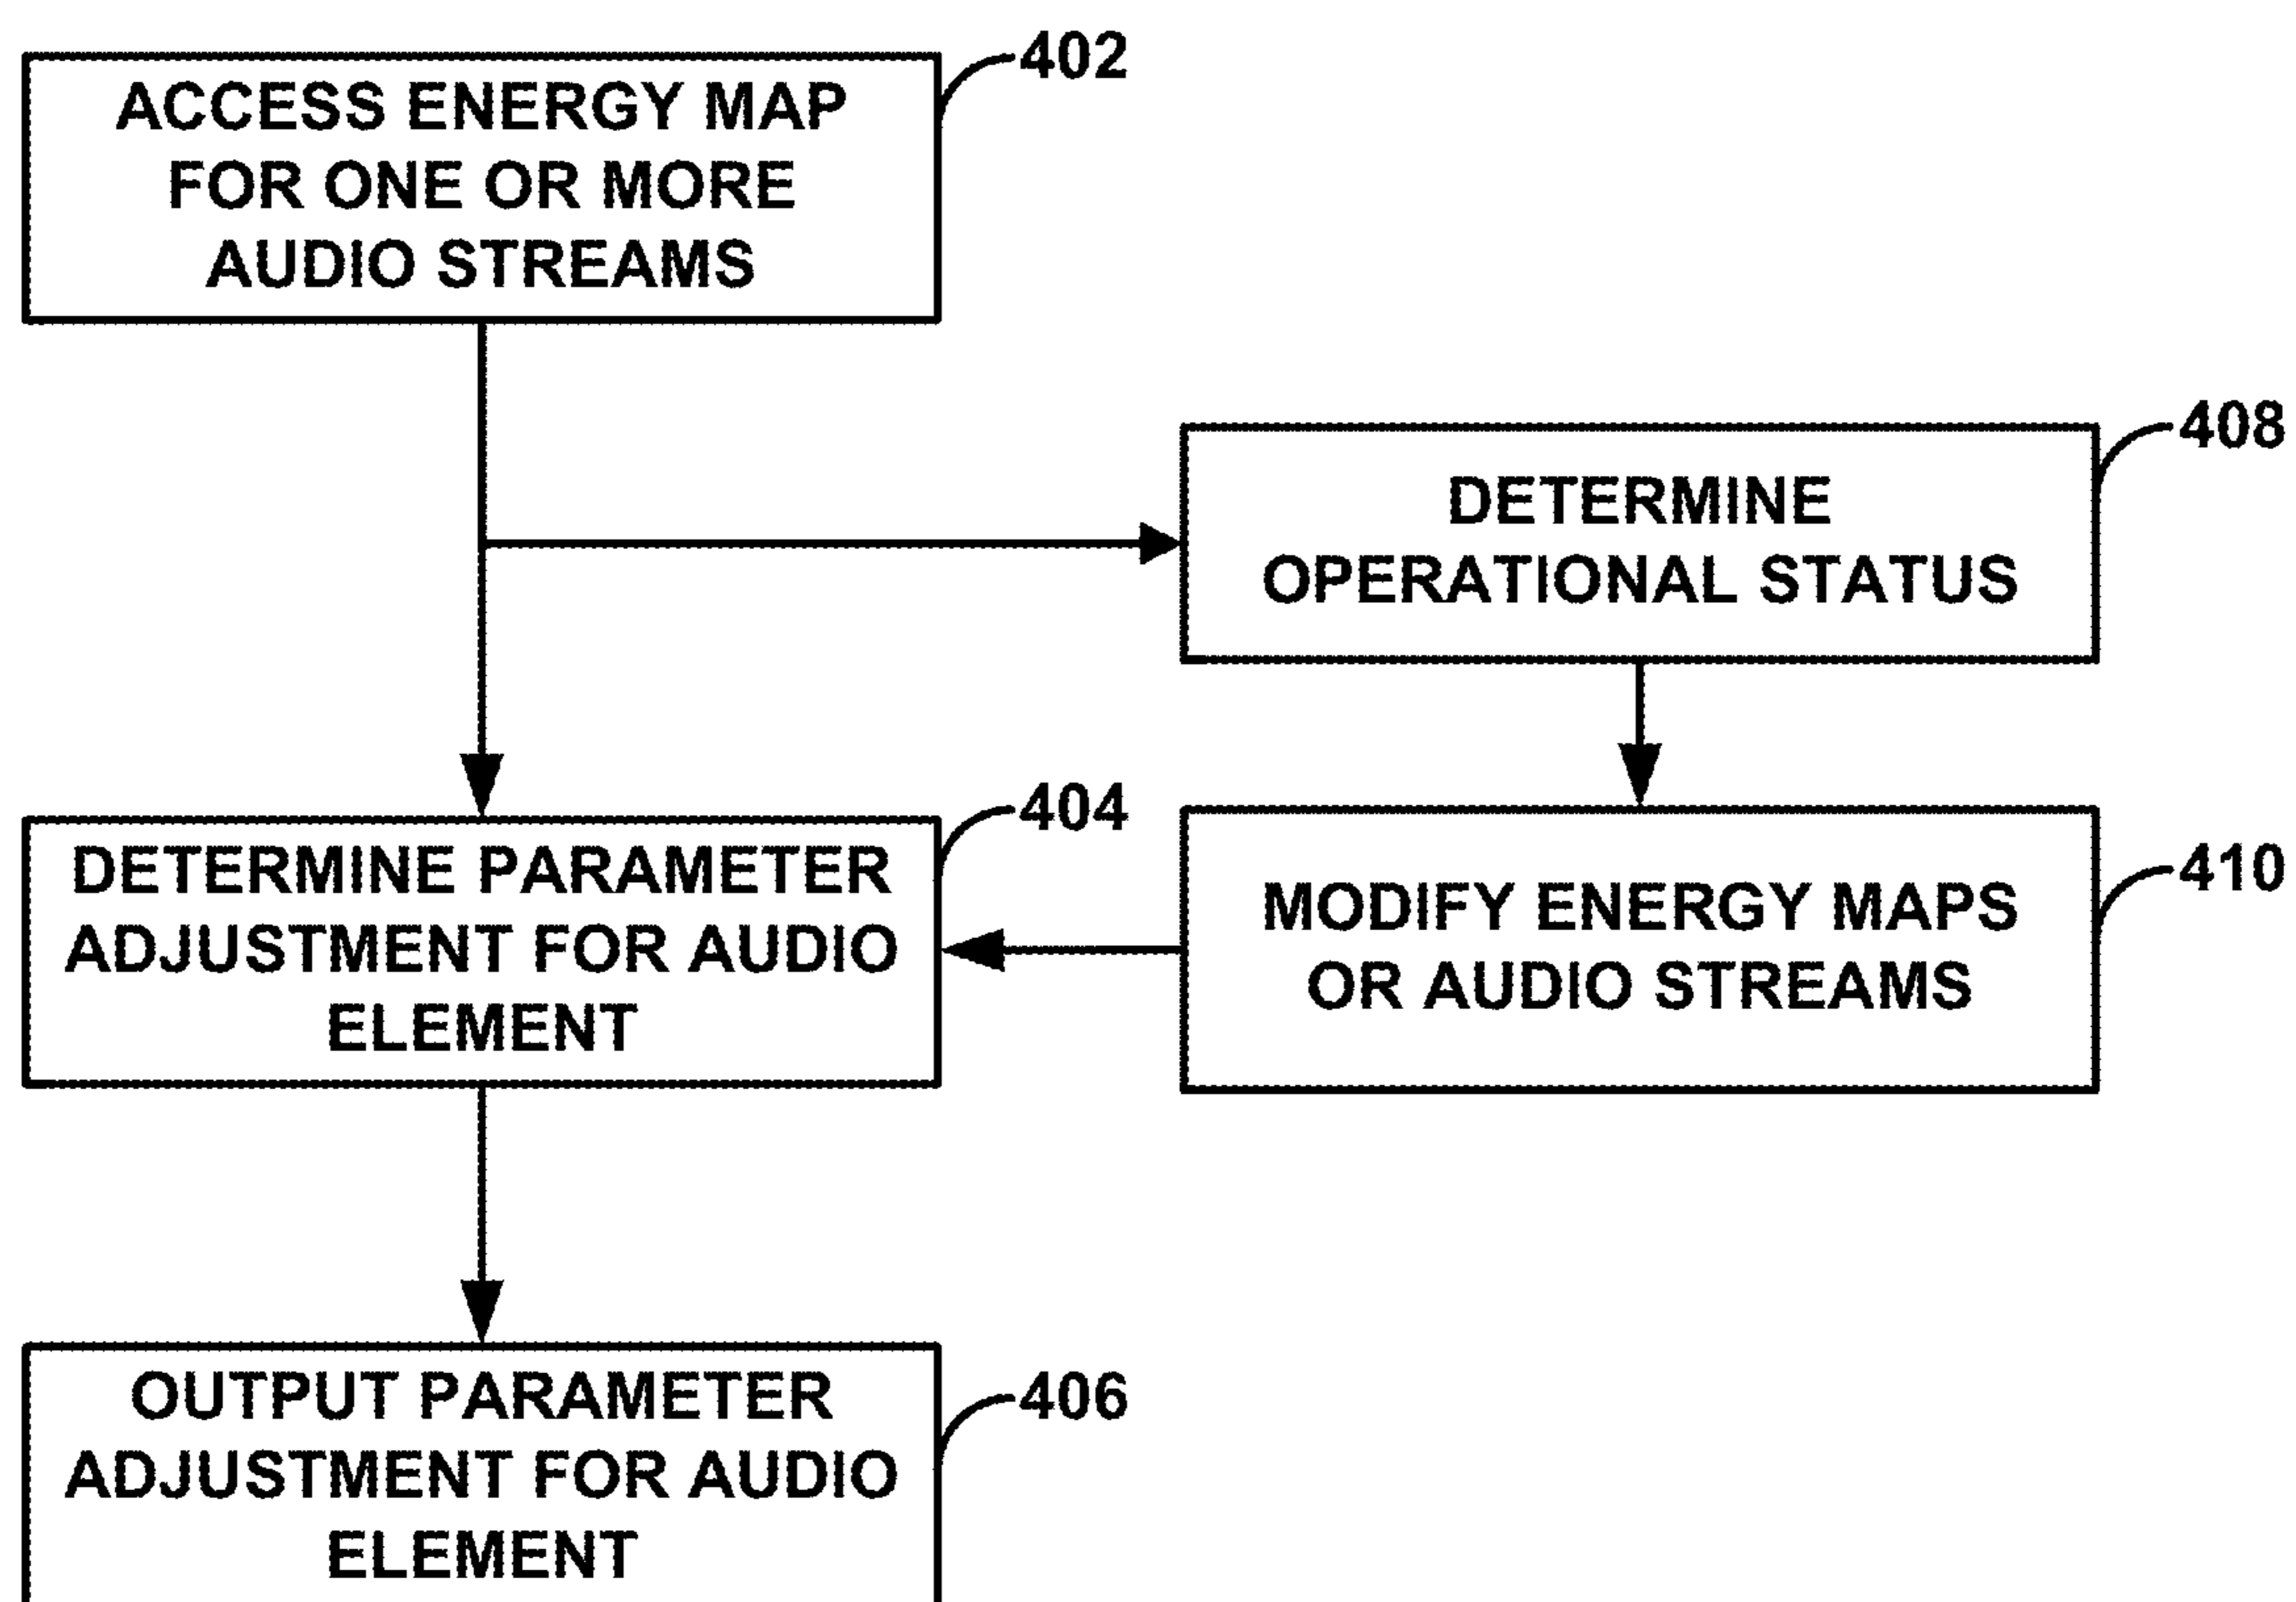 ACCESS ENERGY MAP
FOR ONE OR MORE
AUDIO STREAMS
402
DETERMINE
OPERATIONAL STATUS
408
DETERMINE PARAMETER
ADJUSTMENT FOR AUDIO
ELEMENT
404
MODIFY ENERGY MAPS
OR AUDIO STREAMS
410
OUTPUT PARAMETER
ADJUSTMENT FOR AUDIO
ELEMENT
406